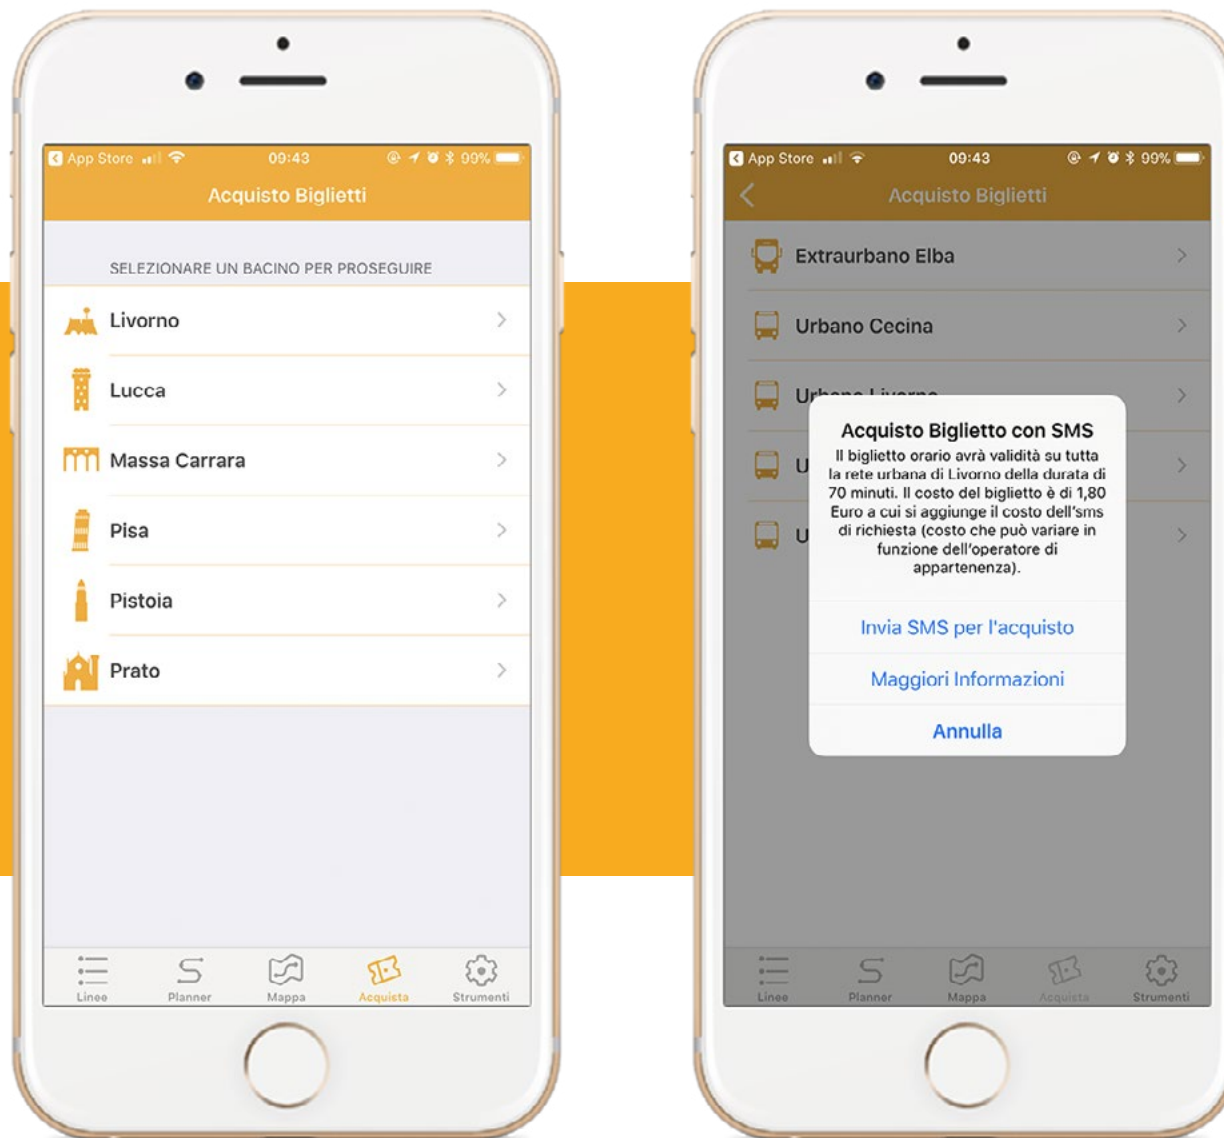 App Store 09:43 99%
Acquisto Biglietti
SELEZIONARE UN BACINO PER PROSEGUIRE
Livorno
Lucca
Massa Carrara
Pisa
Pistoia
Prato
Linee Planner Mappa Acquista Strumenti
App Store 09:43 99%
Acquisto Biglietti
Extraurbano Elba
Urbano Cecina
Urbano Livorno
U
U
Acquisto Biglietto con SMS
Il biglietto orario avrà validità su tutta
la rete urbana di Livorno della durata di
70 minuti. Il costo del biglietto è di 1,80
Euro a cui si aggiunge il costo dell'sms
di richiesta (costo che può variare in
funzione dell'operatore di
appartenenza).
Invia SMS per l'acquisto
Maggiori Informazioni
Annulla
Linee Planner Mappa Acquista Strumenti